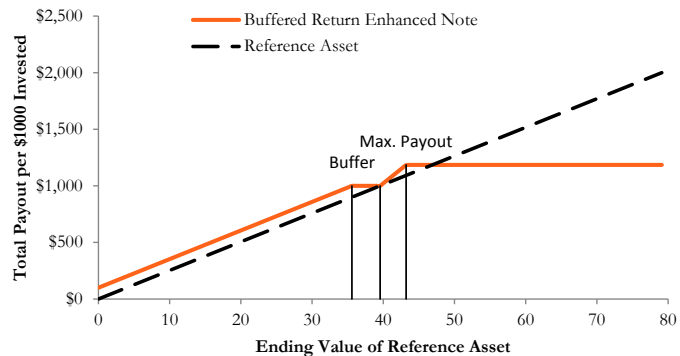 Buffered Return Enhanced Note
Reference Asset
Total Payout per $1000 Invested
$2,500
$2,000
$1,500
$1,000
$500
$0
Max. Payout
Buffer
0 10 20 30 40 50 60 70 80
Ending Value of Reference Asset